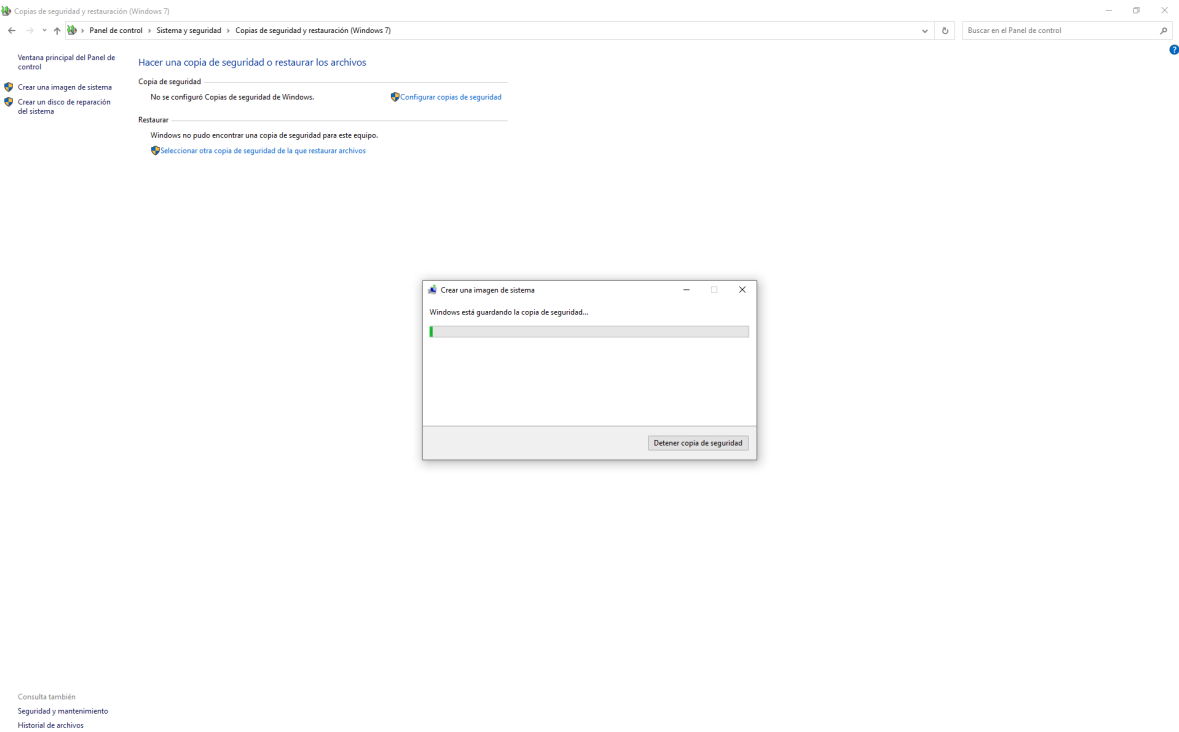 Copias de seguridad y restauración (Windows 7)
Panel de control > Sistema y seguridad > Copias de seguridad y restauración (Windows 7)
Buscar en el Panel de control
Ventana principal del Panel de
control
Crear una imagen de sistema
Crear un disco de reparación
del sistema
Hacer una copia de seguridad o restaurar los archivos
Copia de seguridad
No se configuró Copias de seguridad de Windows.
Configurar copias de seguridad
Restaurar
Windows no pudo encontrar una copia de seguridad para este equipo.
Seleccionar otra copia de seguridad de la que restaurar archivos
Crear una imagen de sistema
Windows está guardando la copia de seguridad...
Detener copia de seguridad
Consulta también
Seguridad y mantenimiento
Historial de archivos